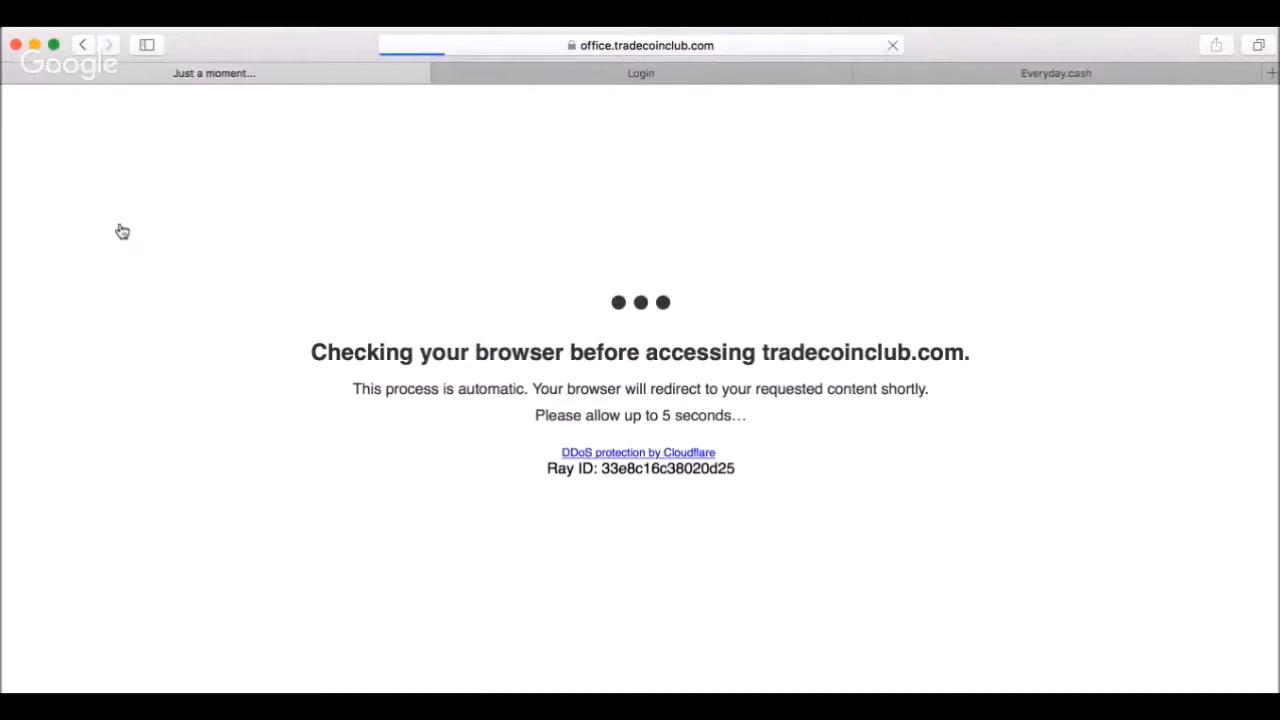 office.tradecoinclub.com
Google
Just a moment...
Login
Everyday.cash
Checking your browser before accessing tradecoinclub.com.
This process is automatic. Your browser will redirect to your requested content shortly.
Please allow up to 5 seconds…
DDoS protection by Cloudflare
Ray ID: 33e8c16c38020d25